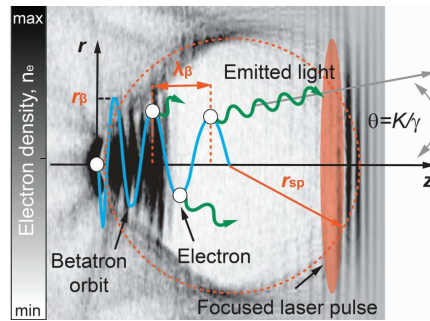 max
Electron density, nₑ
min
r
rβ
λβ
Emitted light
θ=K/γ
z
rsp
Electron
Betatron
orbit
Focused laser pulse